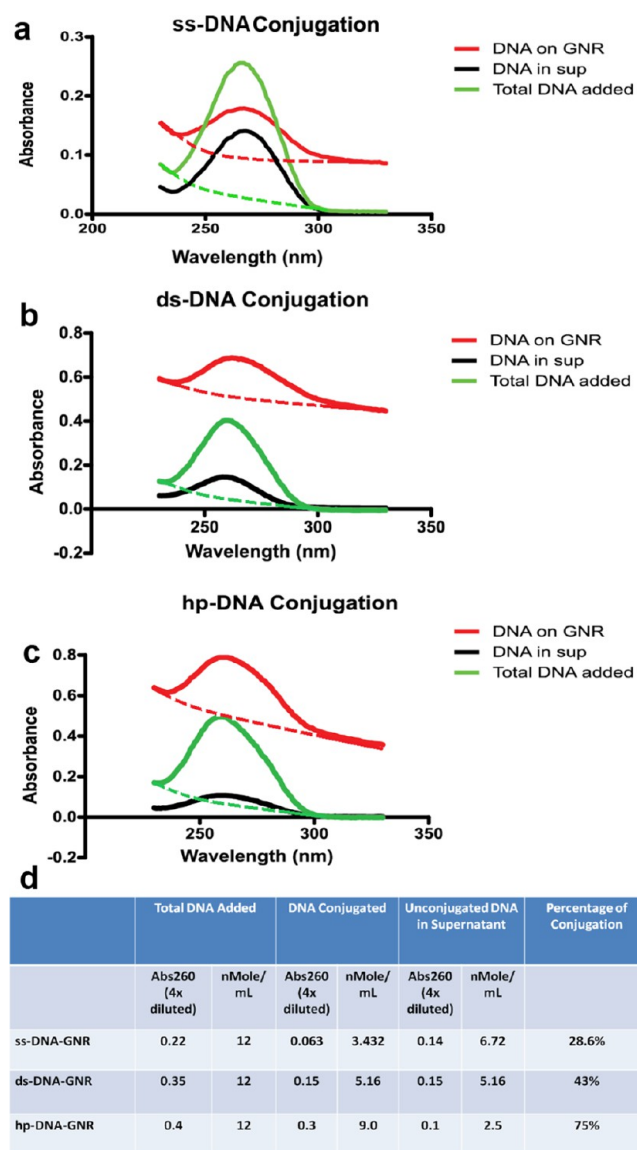 a
ss-DNA Conjugation
DNA on GNR
DNA in sup
Total DNA added
Absorbance
0.3
0.2
0.1
0.0
200
250
300
350
Wavelength (nm)
b
ds-DNA Conjugation
DNA on GNR
DNA in sup
Total DNA added
Absorbance
0.8
0.6
0.4
0.2
0.0
-0.2
250
300
350
Wavelength (nm)
hp-DNA Conjugation
c
DNA on GNR
DNA in sup
Total DNA added
Absorbance
0.8
0.6
0.4
0.2
0.0
-0.2
250
300
350
Wavelength (nm)
d
Total DNA Added
DNA Conjugated
Unconjugated DNA
in Supernatant
Percentage of
Conjugation
Abs260
(4x
diluted)
nMole/
mL
Abs260
(4x
diluted)
nMole/
mL
Abs260
(4x
diluted)
nMole/
mL
ss-DNA-GNR 0.22 12 0.063 3.432 0.14 6.72 28.6%
ds-DNA-GNR 0.35 12 0.15 5.16 0.15 5.16 43%
hp-DNA-GNR 0.4 12 0.3 9.0 0.1 2.5 75%